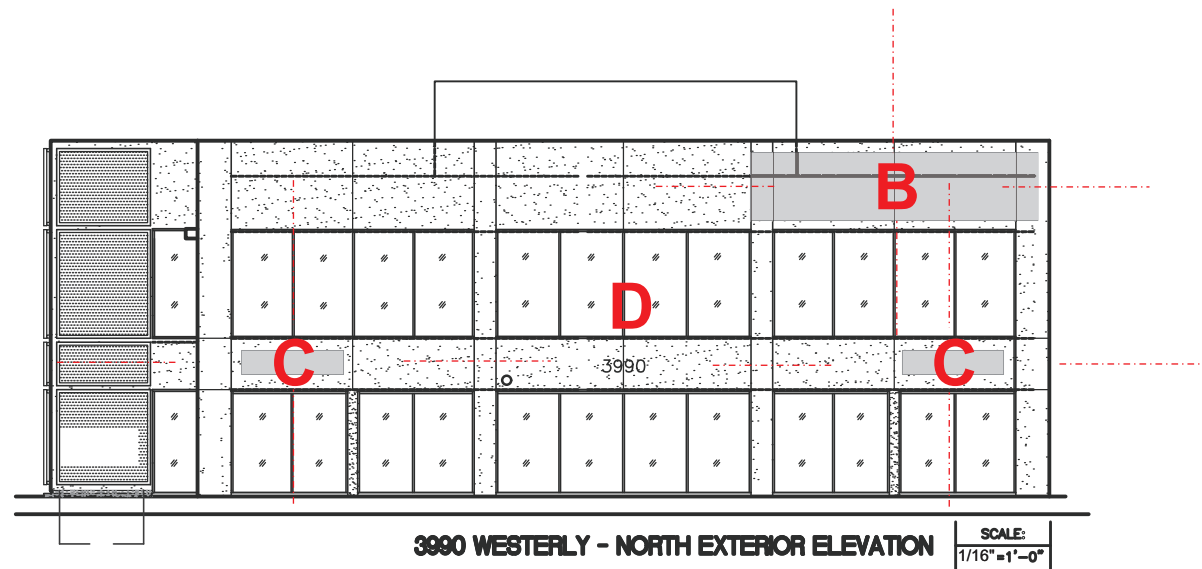 B
D
C
3990
C
3990 WESTERLY - NORTH EXTERIOR ELEVATION
SCALE:
1/16"=1'-0"